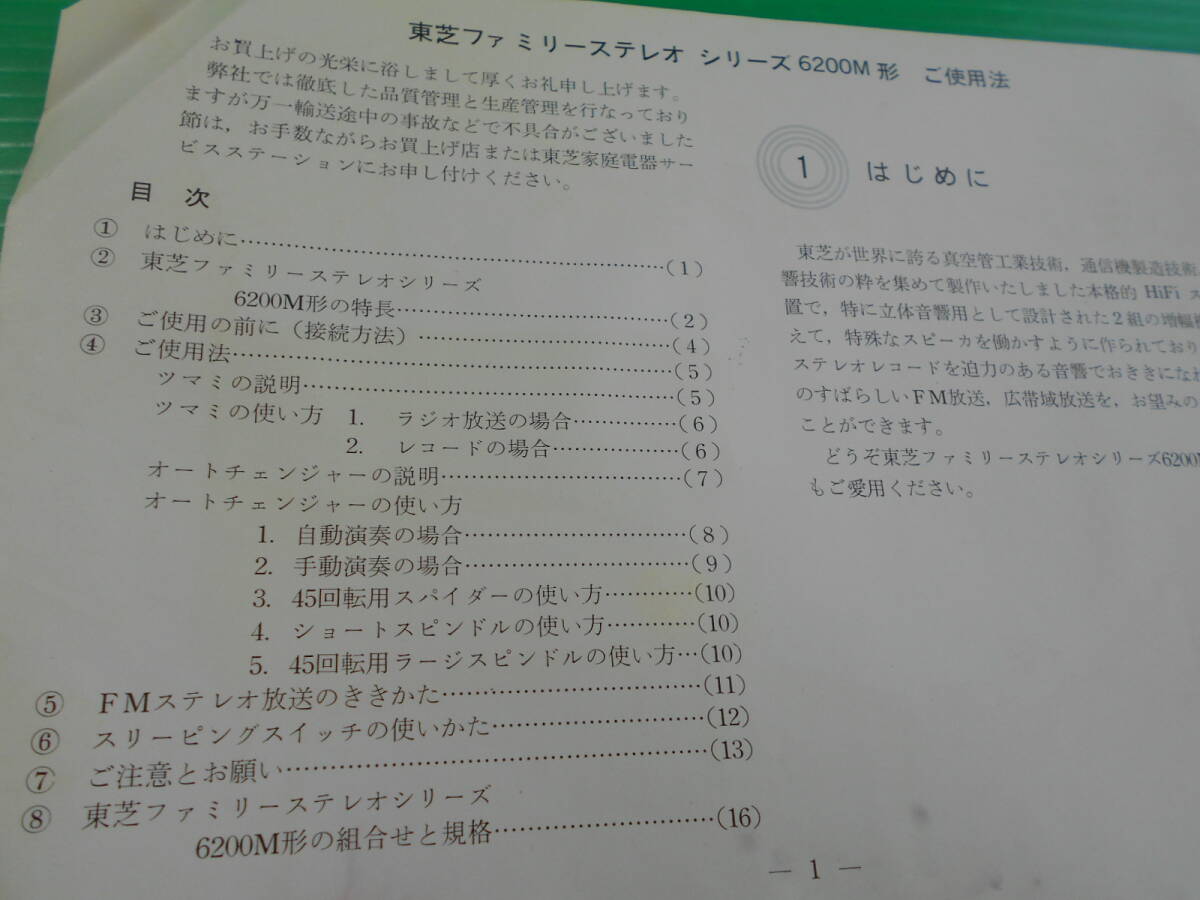 東芝ファミリーステレオ シリーズ6200M形 ご使用法
お買上げの光栄に浴しまして厚くお礼申し上げます。
弊社では徹底した品質管理と生産管理を行なっており
ますが万一輸送途中の事故などで不具合がございました
節は，お手数ながらお買上げ店または東芝家庭電器サー
ビスステーションにお申し付けください。
目次
① はじめに……………………………………(1)
② 東芝ファミリーステレオシリーズ
6200M形の特長……………………………(2)
③ ご使用の前に（接続方法）…………………………(4)
④ ご使用法……………………………………………(5)
ツマミの説明……………………………………(5)
ツマミの使い方 1. ラジオ放送の場合……………(6)
2. レコードの場合……………(6)
オートチェンジャーの説明…………………………(7)
オートチェンジャーの使い方
1. 自動演奏の場合…………………………(8)
2. 手動演奏の場合…………………………(9)
3. 45回転用スパイダーの使い方…………(10)
4. ショートスピンドルの使い方…………(10)
5. 45回転用ラージスピンドルの使い方…(10)
⑤ FMステレオ放送のききかた……………………………(11)
⑥ スリーピングスイッチの使いかた………………………(12)
⑦ ご注意とお願い……………………………………………(13)
⑧ 東芝ファミリーステレオシリーズ
6200M形の組合せと規格…………………………(16)
1 はじめに
東芝が世界に誇る真空管工業技術，通信機製造技術，
響技術の粋を集めて製作いたしました本格的 HiFi ス
置で，特に立体音響用として設計された2組の増幅
えて，特殊なスピーカを働かすように作られており
ステレオレコードを迫力のある音響でおききになれ
のすばらしいFM放送，広帯域放送を，お望みの
ことができます。
どうぞ東芝ファミリーステレオシリーズ6200M
もご愛用ください。
— 1 —